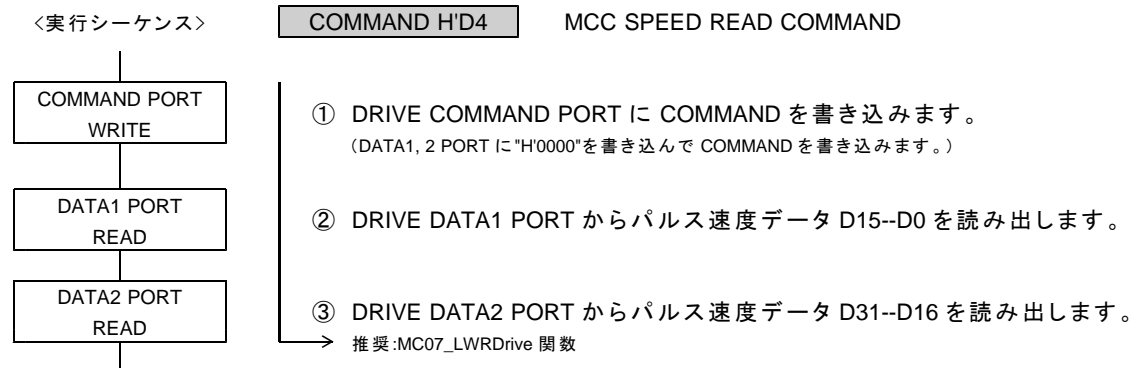 <実行シーケンス>
COMMAND H'D4 MCC SPEED READ COMMAND
COMMAND PORT
WRITE
① DRIVE COMMAND PORT に COMMAND を書き込みます。
（DATA1, 2 PORT に"H'0000"を書き込んで COMMAND を書き込みます。）
DATA1 PORT
READ
② DRIVE DATA1 PORT からパルス速度データ D15--D0 を読み出します。
DATA2 PORT
READ
③ DRIVE DATA2 PORT からパルス速度データ D31--D16 を読み出します。
推奨:MC07_LWRDrive 関数